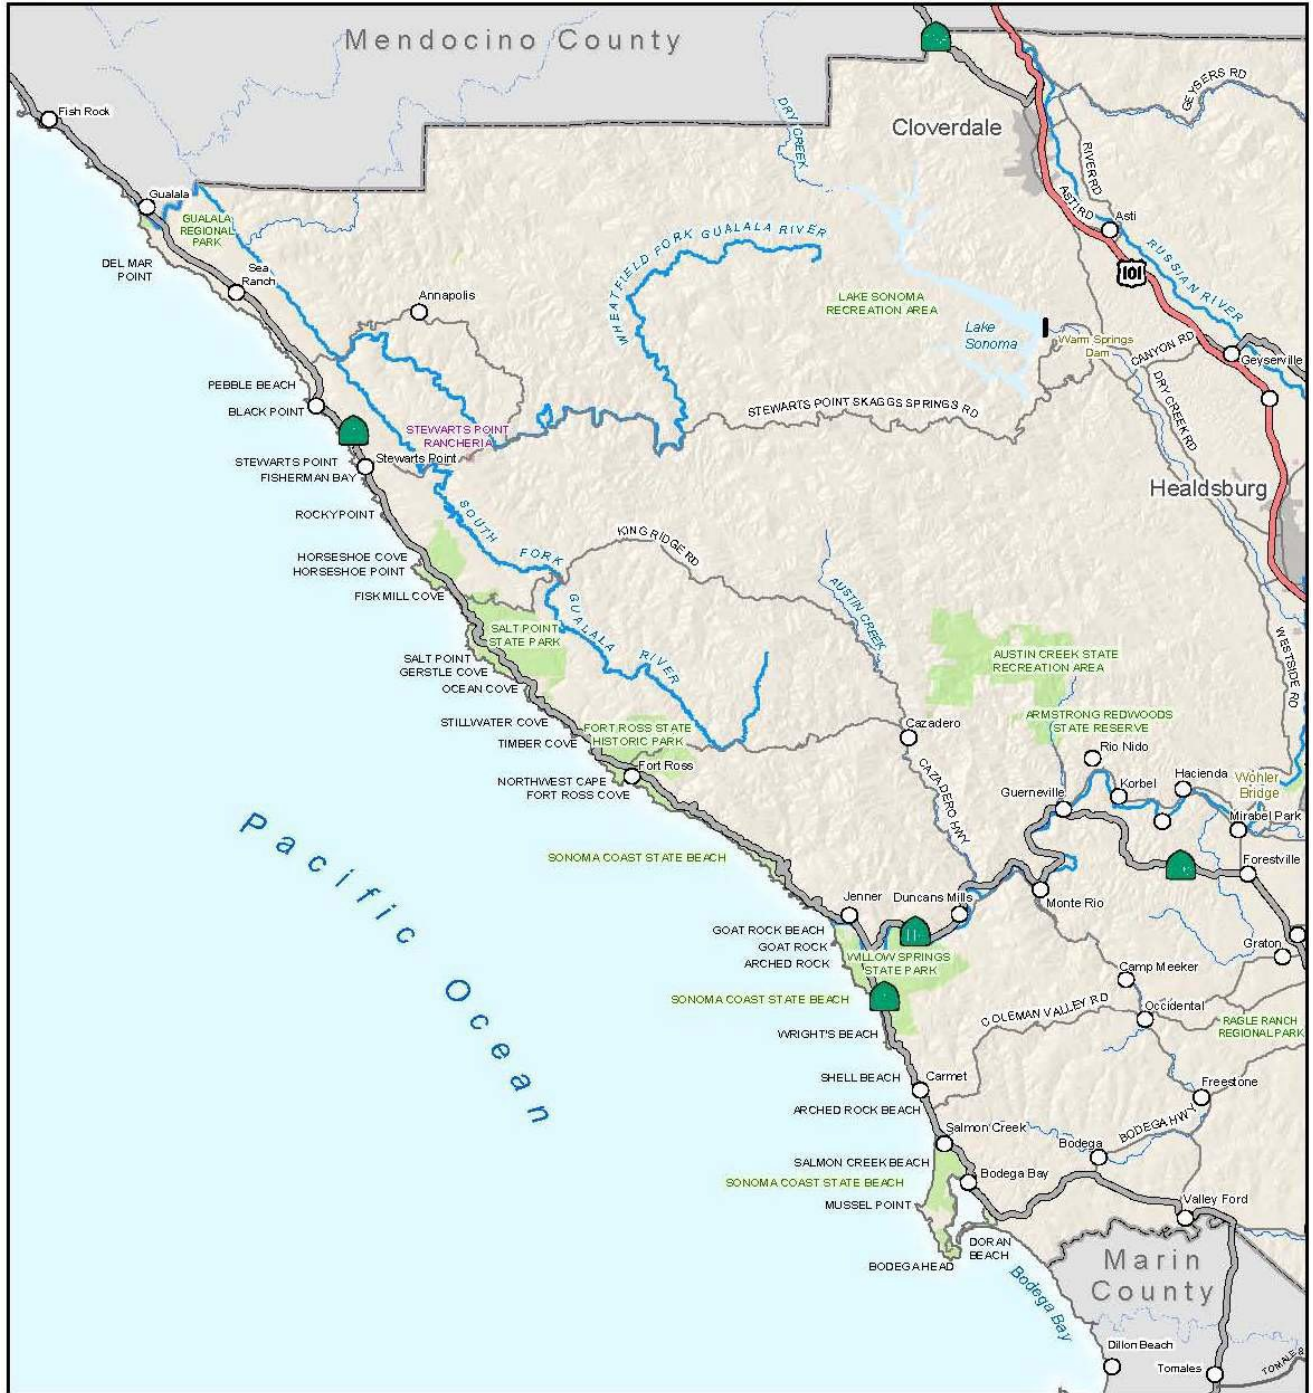 Mendocino County
Fish Rock
DRY CREEK
GEYSERS RD
Cloverdale
RIVER RD
Gualala
GUALALA
REGIONAL
PARK
ASTI RD
Asti
WHEATFIELD FORK GUALALA RIVER
RUSSIAN RIVER
DEL MAR
POINT
Sea
Ranch
101
Annapolis
LAKE SONOMA
RECREATION AREA
Lake
Sonoma
Warm Springs
Dam
CANYON RD
Geyserville
PEBBLE BEACH
BLACK POINT
DRY CREEK RD
STEWARTS POINT SKAGGS SPRINGS RD
STEWARTS POINT
RANCHERIA
STEWARTS POINT
Stewarts Point
FISHERMAN BAY
Healdsburg
ROCKY POINT
SOUTH FORK GUALALA RIVER
KING RIDGE RD
HORSESHOE COVE
HORSESHOE POINT
AUSTIN CREEK
FISK MILL COVE
SALT POINT
STATE PARK
WESTSIDE RD
AUSTIN CREEK STATE
RECREATION AREA
SALT POINT
GERSTLE COVE
OCEAN COVE
STILLWATER COVE
FORT ROSS STATE
HISTORIC PARK
Cazadero
ARMSTRONG REDWOODS
STATE RESERVE
TIMBER COVE
Rio Nido
Fort Ross
NORTHWEST CAPE
FORT ROSS COVE
CAZADERO HWY
Guerneville
Korbel
Hacienda
Wohler
Bridge
Mirabel Park
Pacific Ocean
SONOMA COAST STATE BEACH
Forestville
Jenner
Duncans Mills
Monte Rio
GOAT ROCK BEACH
GOAT ROCK
ARCHED ROCK
WILLOW SPRINGS
STATE PARK
Graton
Camp Meeker
SONOMA COAST STATE BEACH
COLEMAN VALLEY RD
Occidental
RAGLE RANCH
REGIONAL PARK
WRIGHT'S BEACH
SHELL BEACH
Carmet
Freestone
ARCHED ROCK BEACH
BODEGA HWY
Salmon Creek
Bodega
SALMON CREEK BEACH
SONOMA COAST STATE BEACH
Bodega Bay
MUSSEL POINT
Valley Ford
DORAN
BEACH
BODEGA HEAD
Bodega Bay
Marin
County
Dillon Beach
Tomales